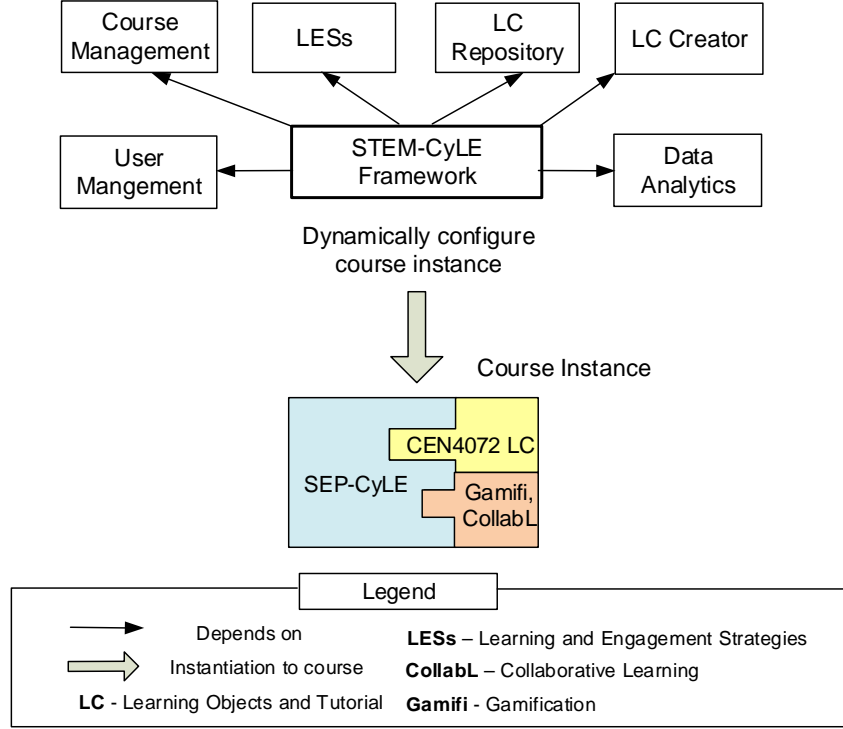 Course
Management
LESs
LC
Repository
LC Creator
User
Mangement
STEM-CyLE
Framework
Data
Analytics
Dynamically configure
course instance
Course Instance
CEN4072 LC
SEP-CyLE
Gamifi,
CollabL
Legend
Depends on
LESs – Learning and Engagement Strategies
Instantiation to course
CollabL – Collaborative Learning
LC - Learning Objects and Tutorial
Gamifi - Gamification